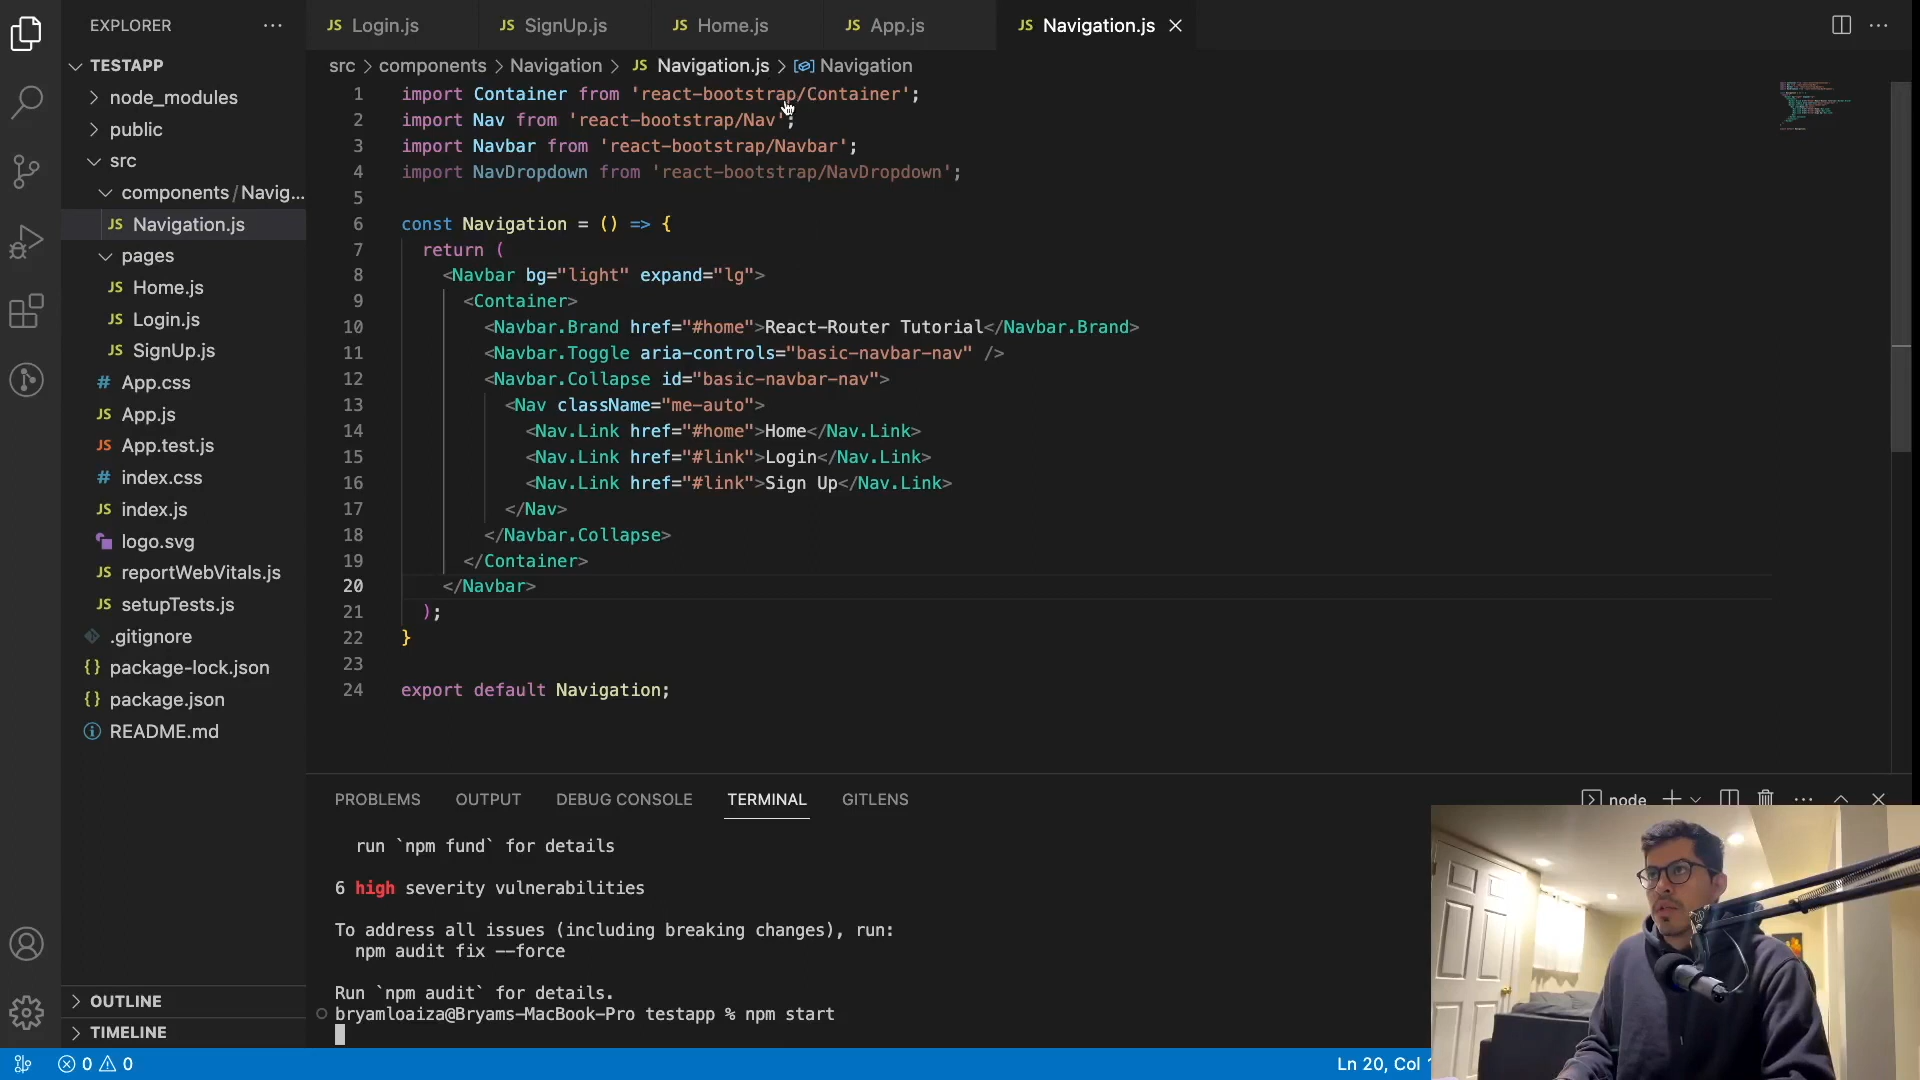 EXPLORER
TESTAPP
node_modules
public
src
components / Navig...
JS Navigation.js
pages
JS Home.js
JS Login.js
JS SignUp.js
# App.css
JS App.js
JS App.test.js
# index.css
JS index.js
logo.svg
JS reportWebVitals.js
JS setupTests.js
.gitignore
{} package-lock.json
{} package.json
README.md
OUTLINE
TIMELINE
JS Login.js
JS SignUp.js
JS Home.js
JS App.js
JS Navigation.js
src > components > Navigation > JS Navigation.js > Navigation
1 import Container from 'react-bootstrap/Container';
2 import Nav from 'react-bootstrap/Nav';
3 import Navbar from 'react-bootstrap/Navbar';
4 import NavDropdown from 'react-bootstrap/NavDropdown';
5
6 const Navigation = () => {
7 return (
8 <Navbar bg="light" expand="lg">
9 <Container>
10 <Navbar.Brand href="#home">React-Router Tutorial</Navbar.Brand>
11 <Navbar.Toggle aria-controls="basic-navbar-nav" />
12 <Navbar.Collapse id="basic-navbar-nav">
13 <Nav className="me-auto">
14 <Nav.Link href="#home">Home</Nav.Link>
15 <Nav.Link href="#link">Login</Nav.Link>
16 <Nav.Link href="#link">Sign Up</Nav.Link>
17 </Nav>
18 </Navbar.Collapse>
19 </Container>
20 </Navbar>
21 );
22 }
23
24 export default Navigation;
PROBLEMS OUTPUT DEBUG CONSOLE TERMINAL GITLENS
node
run `npm fund` for details
6 high severity vulnerabilities
To address all issues (including breaking changes), run:
npm audit fix --force
Run `npm audit` for details.
bryamloaiza@Bryams-MacBook-Pro testapp % npm start
0 0
Ln 20, Col